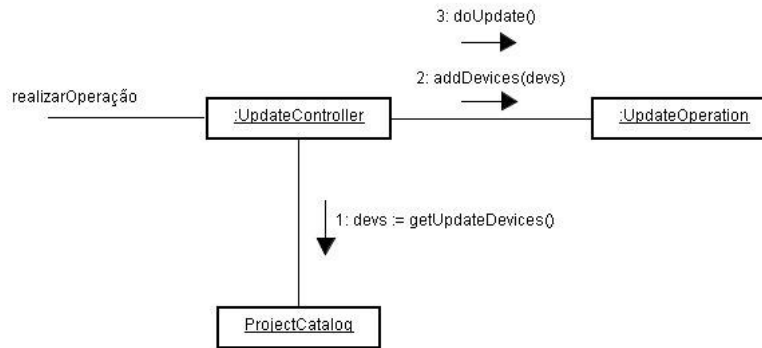 3: doUpdate()
2: addDevices(devs)
realizarOperação
:UpdateController
:UpdateOperation
1: devs := getUpdateDevices()
ProjectCatalog